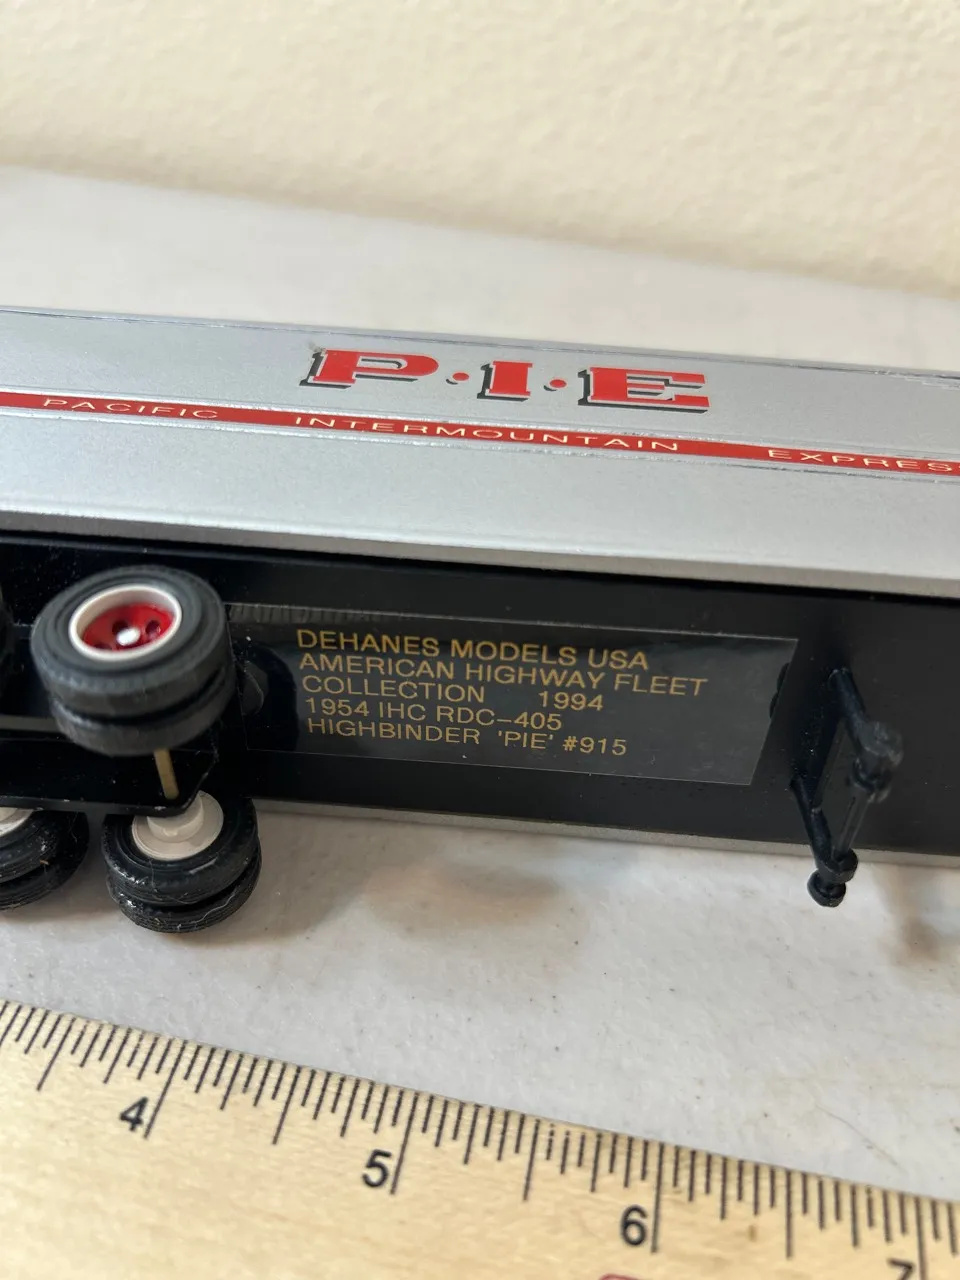 P·I·E
PACIFIC INTERMOUNTAIN EXPRESS
DEHANES MODELS USA
AMERICAN HIGHWAY FLEET
COLLECTION 1994
1954 IHC RDC-405
HIGHBINDER 'PIE' #915
4
5
6
7